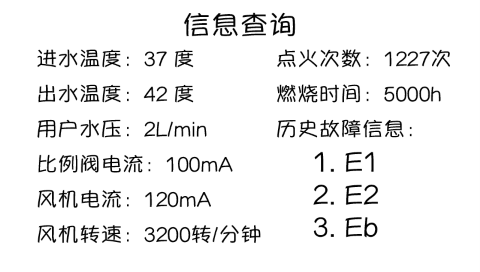 信息查询
进水温度：37 度
出水温度：42 度
用户水压：2L/min
比例阀电流：100mA
风机电流：120mA
风机转速：3200转/分钟
点火次数：1227次
燃烧时间：5000h
历史故障信息：
1. E1
2. E2
3. Eb